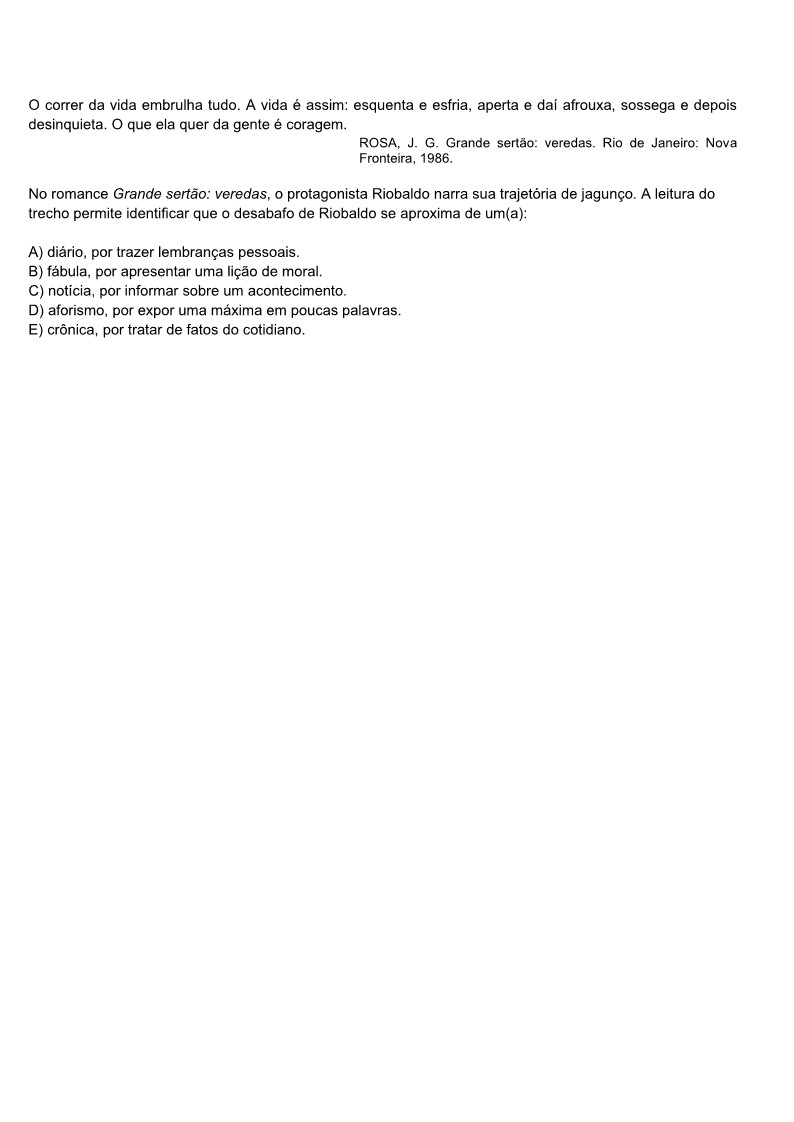 O correr da vida embrulha tudo. A vida é assim: esquenta e esfria, aperta e daí afrouxa, sossega e depois
desinquieta. O que ela quer da gente é coragem.
ROSA, J. G. Grande sertão: veredas. Rio de Janeiro: Nova
Fronteira, 1986.
No romance Grande sertão: veredas, o protagonista Riobaldo narra sua trajetória de jagunço. A leitura do
trecho permite identificar que o desabafo de Riobaldo se aproxima de um(a):
A) diário, por trazer lembranças pessoais.
B) fábula, por apresentar uma lição de moral.
C) notícia, por informar sobre um acontecimento.
D) aforismo, por expor uma máxima em poucas palavras.
E) crônica, por tratar de fatos do cotidiano.